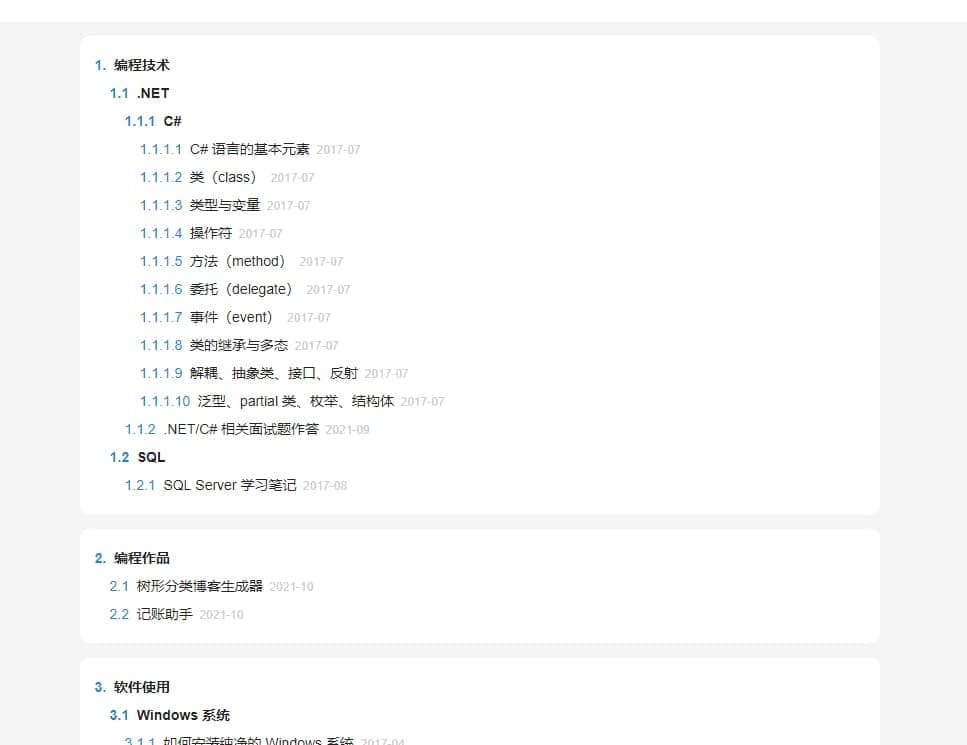 1. 编程技术
1.1 .NET
1.1.1 C#
1.1.1.1 C# 语言的基本元素 2017-07
1.1.1.2 类（class） 2017-07
1.1.1.3 类型与变量 2017-07
1.1.1.4 操作符 2017-07
1.1.1.5 方法（method） 2017-07
1.1.1.6 委托（delegate） 2017-07
1.1.1.7 事件（event） 2017-07
1.1.1.8 类的继承与多态 2017-07
1.1.1.9 解耦、抽象类、接口、反射 2017-07
1.1.1.10 泛型、partial 类、枚举、结构体 2017-07
1.1.2 .NET/C# 相关面试题作答 2021-09
1.2 SQL
1.2.1 SQL Server 学习笔记 2017-08
2. 编程作品
2.1 树形分类博客生成器 2021-10
2.2 记账助手 2021-10
3. 软件使用
3.1 Windows 系统
3.1.1 如何安装纯净的 Windows 系统 2017-04